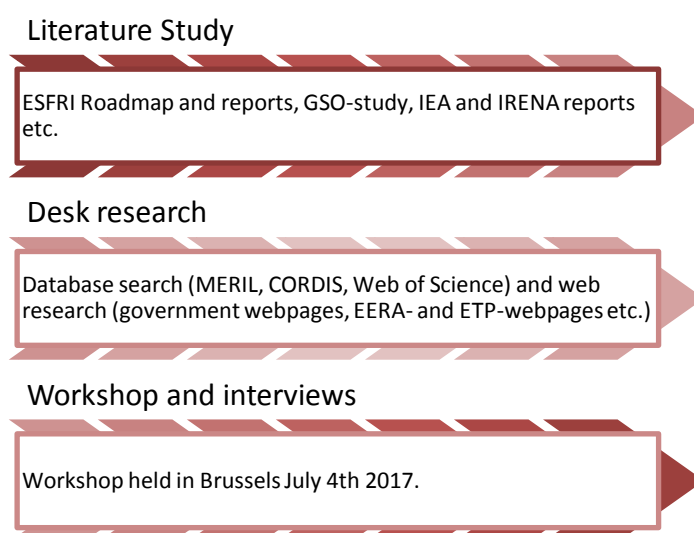 Literature Study
ESFRI Roadmap and reports, GSO-study, IEA and IRENA reports
etc.
Desk research
Database search (MERIL, CORDIS, Web of Science) and web
research (government webpages, EERA- and ETP-webpages etc.)
Workshop and interviews
Workshop held in Brussels July 4th 2017.